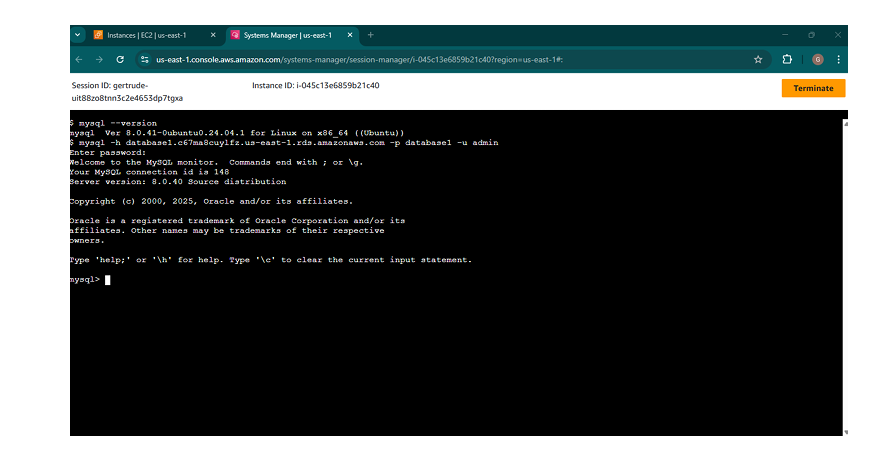 Instances | EC2 | us-east-1
Systems Manager | us-east-1
us-east-1.console.aws.amazon.com/systems-manager/session-manager/i-045c13e6859b21c40?region=us-east-1#:
G
Session ID: gertrude-
uit88zo8tnn3c2e4653dp7tgxa
Instance ID: i-045c13e6859b21c40
Terminate
$ mysql --version
mysql  Ver 8.0.41-0ubuntu0.24.04.1 for Linux on x86_64 ((Ubuntu))
$ mysql -h database1.c67ma8cuylfz.us-east-1.rds.amazonaws.com -p database1 -u admin
Enter password:
Welcome to the MySQL monitor.  Commands end with ; or \g.
Your MySQL connection id is 148
Server version: 8.0.40 Source distribution
Copyright (c) 2000, 2025, Oracle and/or its affiliates.
Oracle is a registered trademark of Oracle Corporation and/or its
affiliates. Other names may be trademarks of their respective
owners.
Type 'help;' or '\h' for help. Type '\c' to clear the current input statement.
mysql>